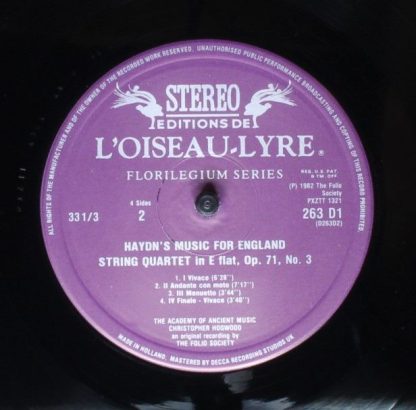 ALL RIGHTS OF THE MANUFACTURER AND OF THE OWNER OF THE RECORDED WORK RESERVED. UNAUTHORISED PUBLIC PERFORMANCE BROADCASTING AND COPYING OF THIS RECORD PROHIBITED
STEREO
EDITIONS DE
L'OISEAU-LYRE®
FLORILEGIUM SERIES
REG. U.S. PAT.
& TM. OFF
(P) 1982 The Folio
Society
PXZTT 1321
263 D1
(D263D2)
33 1/3
4 Sides
2
HAYDN'S MUSIC FOR ENGLAND
STRING QUARTET in E flat, Op. 71, No. 3
1. I Vivace (6'28")
2. II Andante con moto (7'17")
3. III Menuetto (3'44")
4. IV Finale - Vivace (3'40")
THE ACADEMY OF ANCIENT MUSIC
CHRISTOPHER HOGWOOD
an original recording by
THE FOLIO SOCIETY
MADE IN HOLLAND. MASTERED BY DECCA RECORDING STUDIOS UK